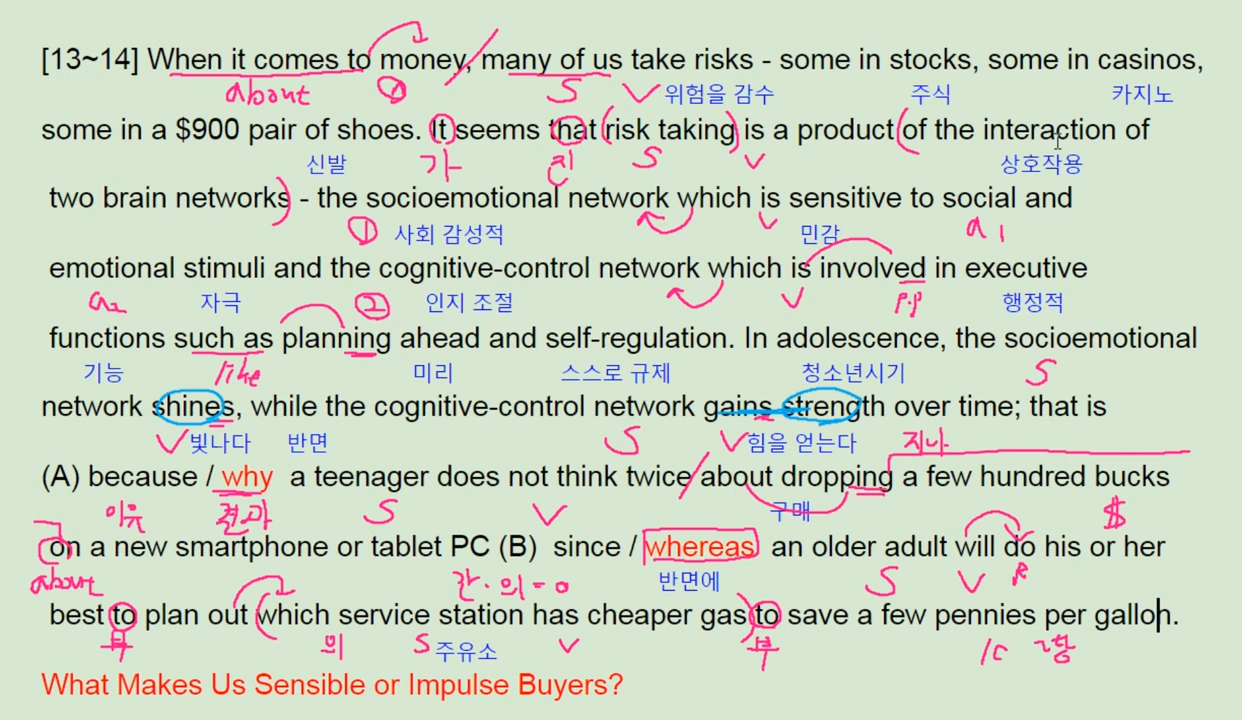 [13~14] When it comes to money, many of us take risks - some in stocks, some in casinos,
about ⓐ S V 위험을 감수 주식 카지노
some in a $900 pair of shoes. It seems that (risk taking) is a product (of the interaction of
신발 가 진 S V 상호작용
two brain networks) - the socioemotional network which is sensitive to social and
① 사회 감성적 V 민감 a1
emotional stimuli and the cognitive-control network which is involved in executive
a2 자극 ② 인지 조절 V P.P 행정적
functions such as planning ahead and self-regulation. In adolescence, the socioemotional
기능 like 미리 스스로 규제 청소년시기 S
network shines, while the cognitive-control network gains strength over time; that is
V 빛나다 반면 S V 힘을 얻는다 지나
(A) because / why a teenager does not think twice / about dropping a few hundred bucks
이유 결과 S V 구매 $
on a new smartphone or tablet PC (B) since / whereas an older adult will do his or her
about 간·의-o 반면에 S V R
best to plan out (which service station has cheaper gas) to save a few pennies per gallon.
부 의 S 주유소 V 부
What Makes Us Sensible or Impulse Buyers?